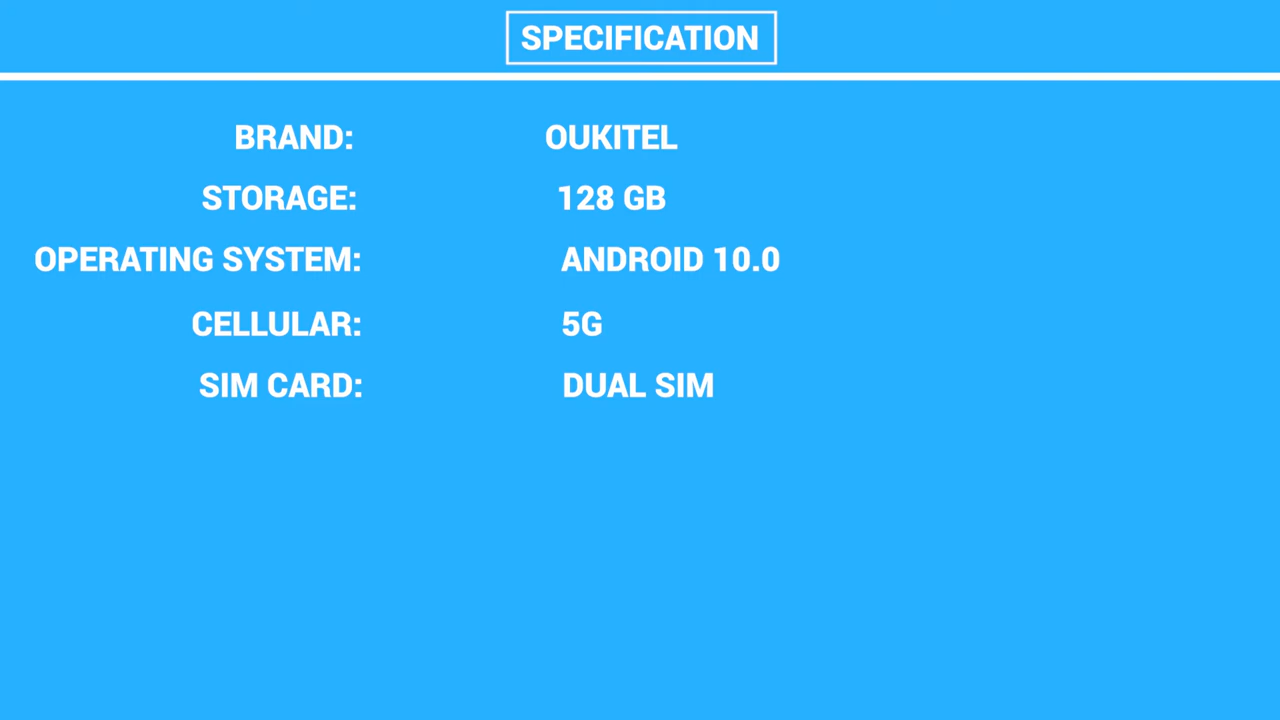 SPECIFICATION
BRAND: OUKITEL
STORAGE: 128 GB
OPERATING SYSTEM: ANDROID 10.0
CELLULAR: 5G
SIM CARD: DUAL SIM